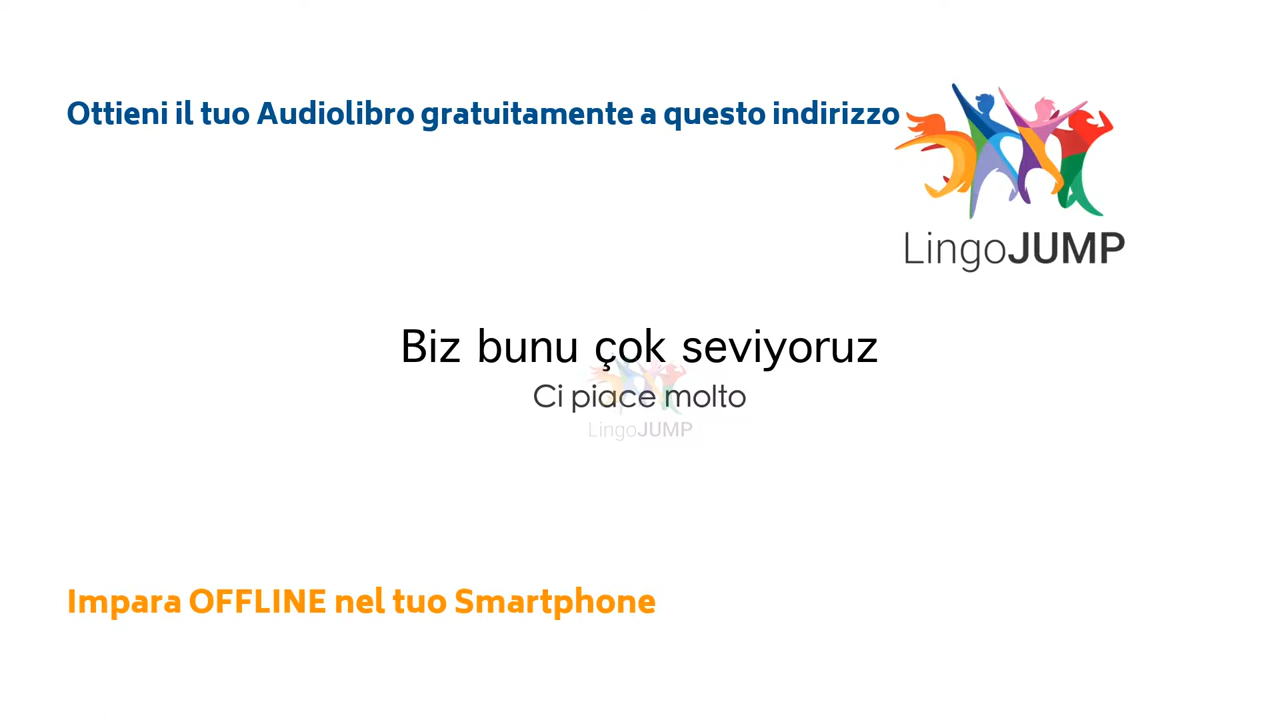 Ottieni il tuo Audiolibro gratuitamente a questo indirizzo
LingoJUMP
Biz bunu çok seviyoruz
Ci piace molto
LingoJUMP
Impara OFFLINE nel tuo Smartphone